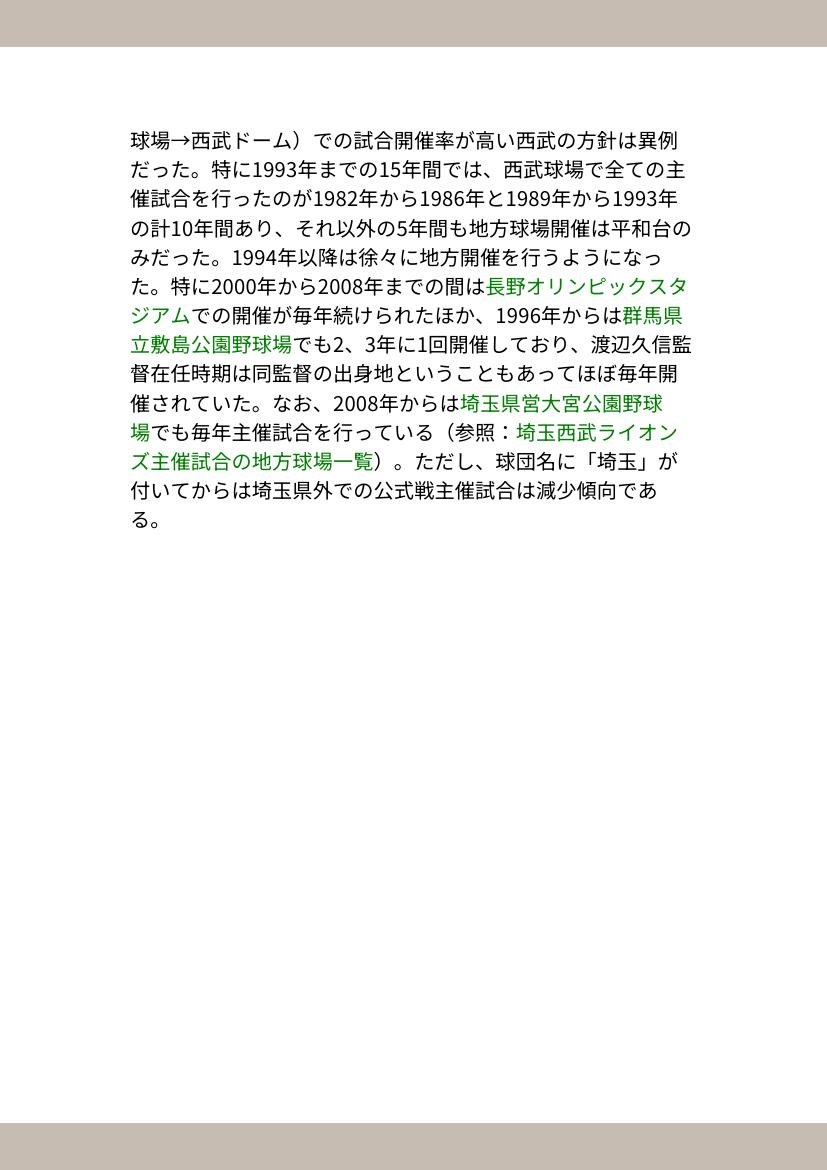 球場→西武ドーム）での試合開催率が高い西武の方針は異例
だった。特に1993年までの15年間では、西武球場で全ての主
催試合を行ったのが1982年から1986年と1989年から1993年
の計10年間あり、それ以外の5年間も地方球場開催は平和台の
みだった。1994年以降は徐々に地方開催を行うようになっ
た。特に2000年から2008年までの間は長野オリンピックスタ
ジアムでの開催が毎年続けられたほか、1996年からは群馬県
立敷島公園野球場でも2、3年に1回開催しており、渡辺久信監
督在任時期は同監督の出身地ということもあってほぼ毎年開
催されていた。なお、2008年からは埼玉県営大宮公園野球
場でも毎年主催試合を行っている（参照：埼玉西武ライオン
ズ主催試合の地方球場一覧）。ただし、球団名に「埼玉」が
付いてからは埼玉県外での公式戦主催試合は減少傾向であ
る。